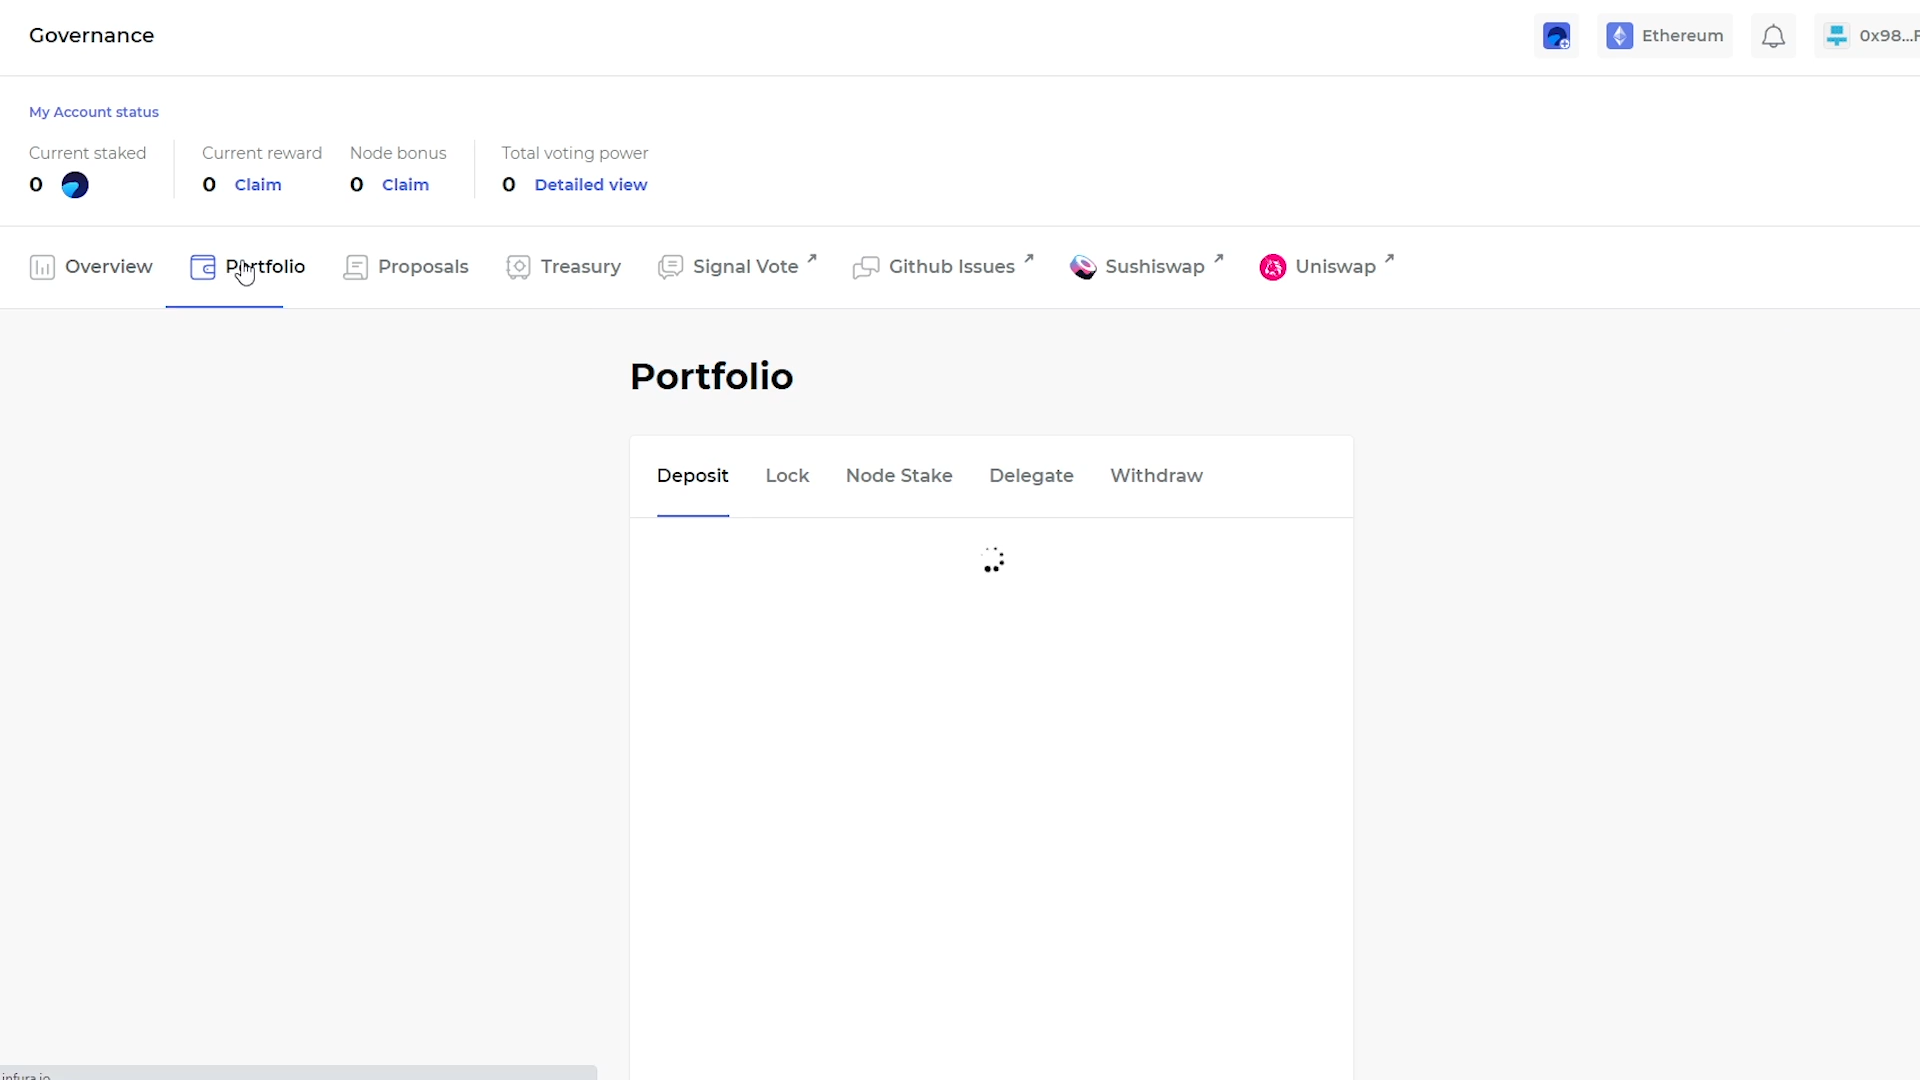 Governance
Ethereum
0x98...F
My Account status
Current staked
Current reward
Node bonus
Total voting power
0
0 Claim
0 Claim
0 Detailed view
Overview
Portfolio
Proposals
Treasury
Signal Vote
Github Issues
Sushiswap
Uniswap
Portfolio
Deposit
Lock
Node Stake
Delegate
Withdraw
infura.io